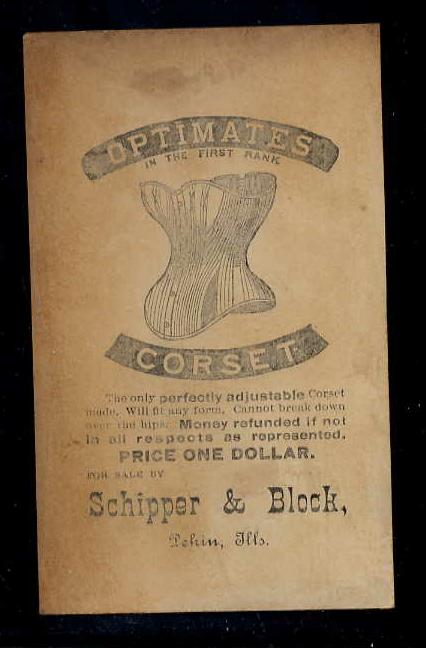 OPTIMATES
IN THE FIRST RANK
CORSET
The only perfectly adjustable Corset
made. Will fit any form. Cannot break down
over the hips. Money refunded if not
in all respects as represented.
PRICE ONE DOLLAR.
FOR SALE BY
Schipper & Block,
Pekin, Ills.